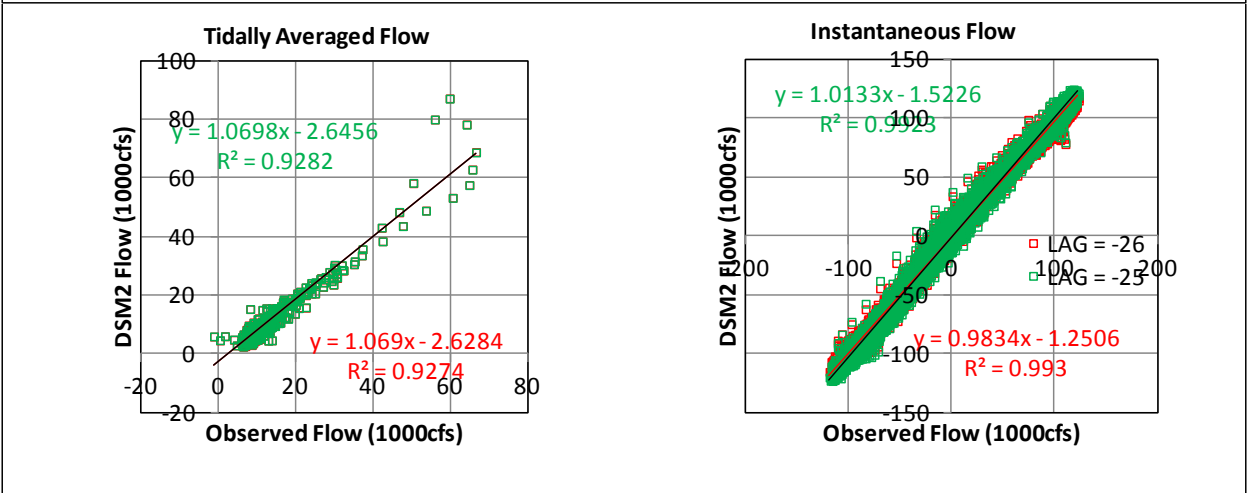 Tidally Averaged Flow
100
80
60
40
20
0
-20
-20 0 20 40 60 80
DSM2 Flow (1000cfs)
Observed Flow (1000cfs)
y = 1.0698x - 2.6456
R² = 0.9282
y = 1.069x - 2.6284
R² = 0.9274
Instantaneous Flow
150
100
50
0
-50
-100
-150
-200 -100 0 100 200
DSM2 Flow (1000cfs)
Observed Flow (1000cfs)
y = 1.0133x - 1.5226
R² = 0.9923
LAG = -26
LAG = -25
y = 0.9834x - 1.2506
R² = 0.993